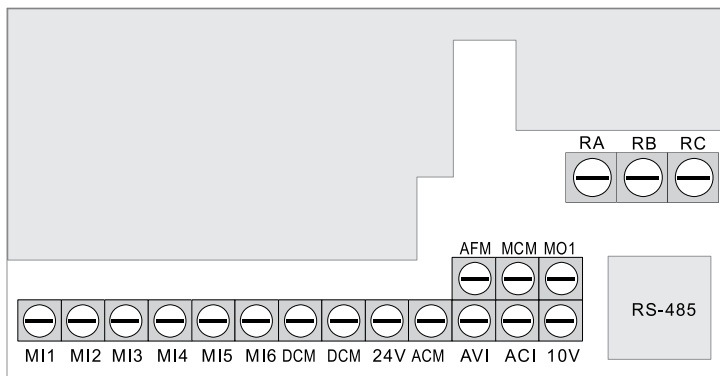 RA RB RC
AFM MCM MO1
RS-485
MI1 MI2 MI3 MI4 MI5 MI6 DCM DCM 24V ACM AVI ACI 10V